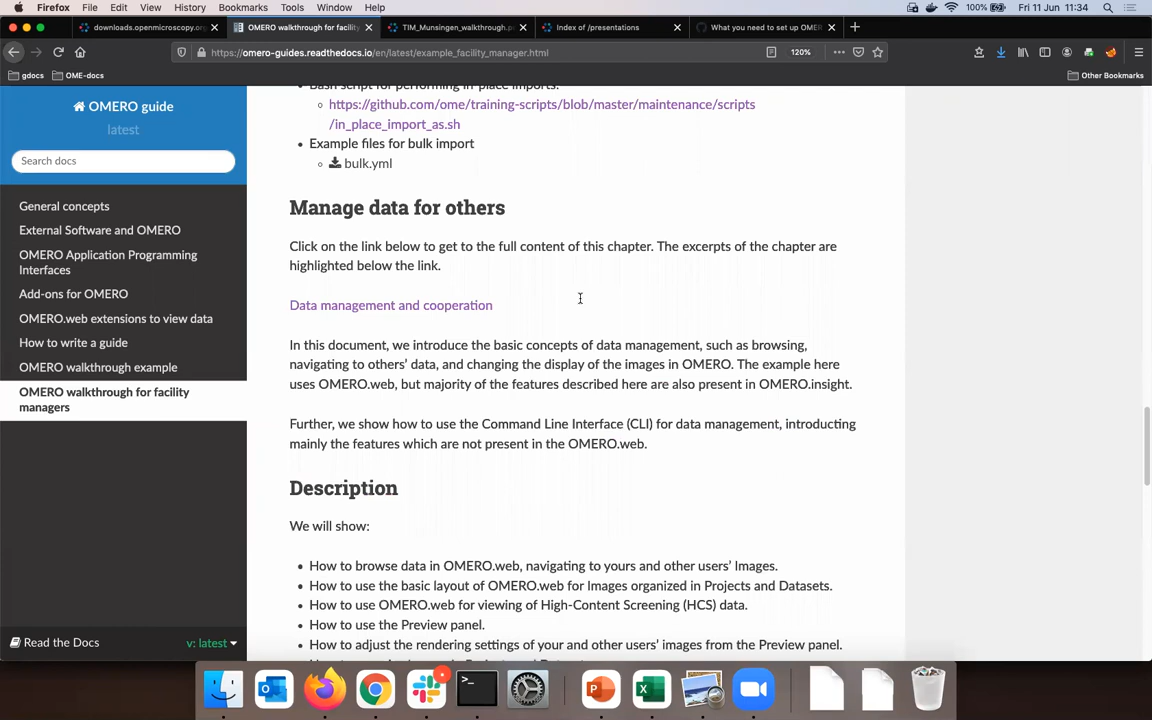 Firefox File Edit View History Bookmarks Tools Window Help
100% Fri 11 Jun 11:34
downloads.openmicroscopy.org
OMERO walkthrough for facility
TIM_Munsingen_walkthrough.p
Index of /presentations
What you need to set up OMER
https://omero-guides.readthedocs.io/en/latest/example_facility_manager.html
120%
gdocs OME-docs
Other Bookmarks
OMERO guide
latest
Search docs
General concepts
External Software and OMERO
OMERO Application Programming
Interfaces
Add-ons for OMERO
OMERO.web extensions to view data
How to write a guide
OMERO walkthrough example
OMERO walkthrough for facility
managers
Read the Docs
v: latest
Bash script for performing in-place imports:
https://github.com/ome/training-scripts/blob/master/maintenance/scripts
/in_place_import_as.sh
Example files for bulk import
bulk.yml
Manage data for others
Click on the link below to get to the full content of this chapter. The excerpts of the chapter are
highlighted below the link.
Data management and cooperation
In this document, we introduce the basic concepts of data management, such as browsing,
navigating to others’ data, and changing the display of the images in OMERO. The example here
uses OMERO.web, but majority of the features described here are also present in OMERO.insight.
Further, we show how to use the Command Line Interface (CLI) for data management, introducing
mainly the features which are not present in the OMERO.web.
Description
We will show:
How to browse data in OMERO.web, navigating to yours and other users’ Images.
How to use the basic layout of OMERO.web for Images organized in Projects and Datasets.
How to use OMERO.web for viewing of High-Content Screening (HCS) data.
How to use the Preview panel.
How to adjust the rendering settings of your and other users’ images from the Preview panel.